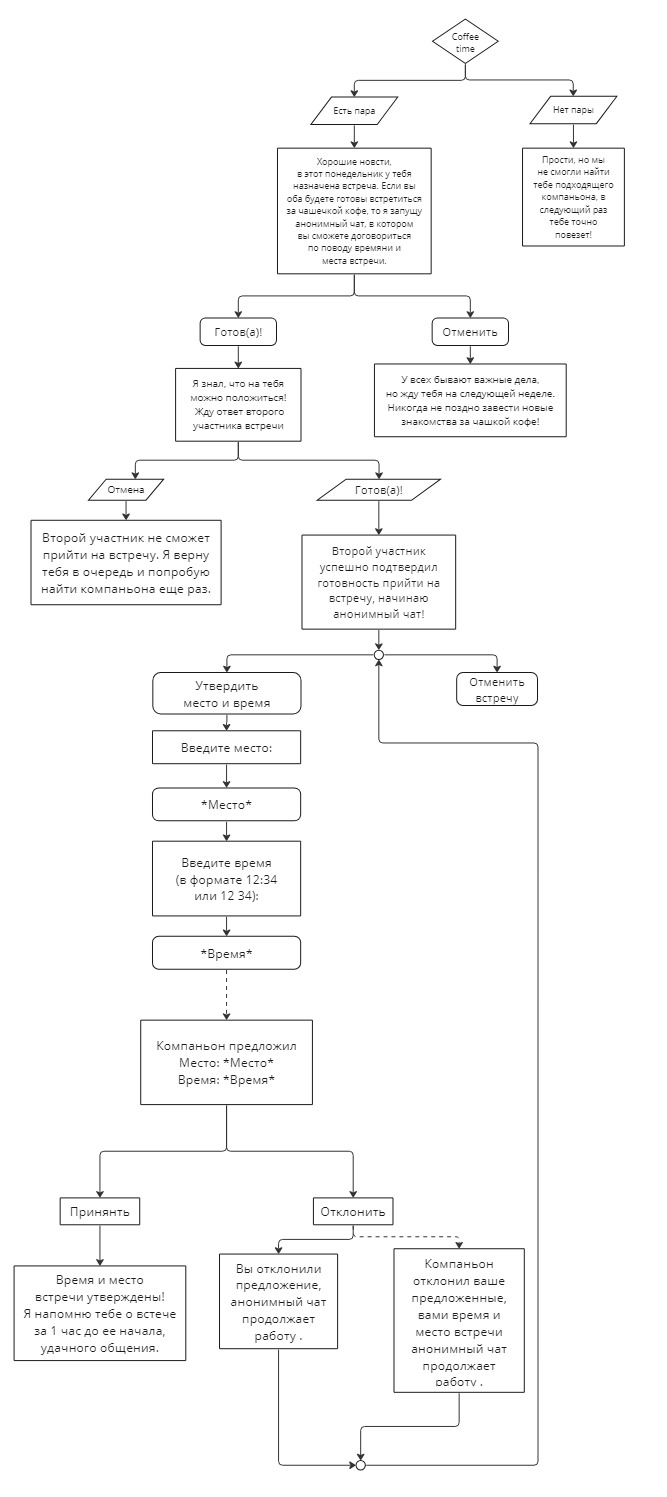 Coffee
time
Есть пара
Нет пары
Хорошие новсти,
в этот понедельник у тебя
назначена встреча. Если вы
оба будете готовы встретиться
за чашечкой кофе, то я запущу
анонимный чат, в котором
вы сможете договориться
по поводу времяни и
места встречи.
Прости, но мы
не смогли найти
тебе подходящего
компаньона, в
следующий раз
тебе точно
повезет!
Готов(а)!
Отменить
Я знал, что на тебя
можно положиться!
Жду ответ второго
участника встречи
У всех бывают важные дела,
но жду тебя на следующей неделе.
Никогда не поздно завести новые
знакомства за чашкой кофе!
Отмена
Готов(а)!
Второй участник не сможет
прийти на встречу. Я верну
тебя в очередь и попробую
найти компаньона еще раз.
Второй участник
успешно подтвердил
готовность прийти на
встречу, начинаю
анонимный чат!
Утвердить
место и время
Отменить
встречу
Введите место:
*Место*
Введите время
(в формате 12:34
или 12 34):
*Время*
Компаньон предложил
Место: *Место*
Время: *Время*
Принянть
Отклонить
Время и место
встречи утверждены!
Я напомню тебе о встече
за 1 час до ее начала,
удачного общения.
Вы отклонили
предложение,
анонимный чат
продолжает
работу .
Компаньон
отклонил ваше
предложенные,
вами время и
место встречи
анонимный чат
продолжает
работу .